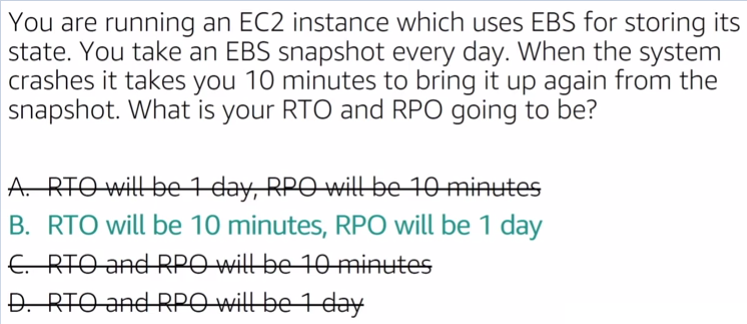 You are running an EC2 instance which uses EBS for storing its
state. You take an EBS snapshot every day. When the system
crashes it takes you 10 minutes to bring it up again from the
snapshot. What is your RTO and RPO going to be?
A. RTO will be 1 day, RPO will be 10 minutes
B. RTO will be 10 minutes, RPO will be 1 day
C. RTO and RPO will be 10 minutes
D. RTO and RPO will be 1 day